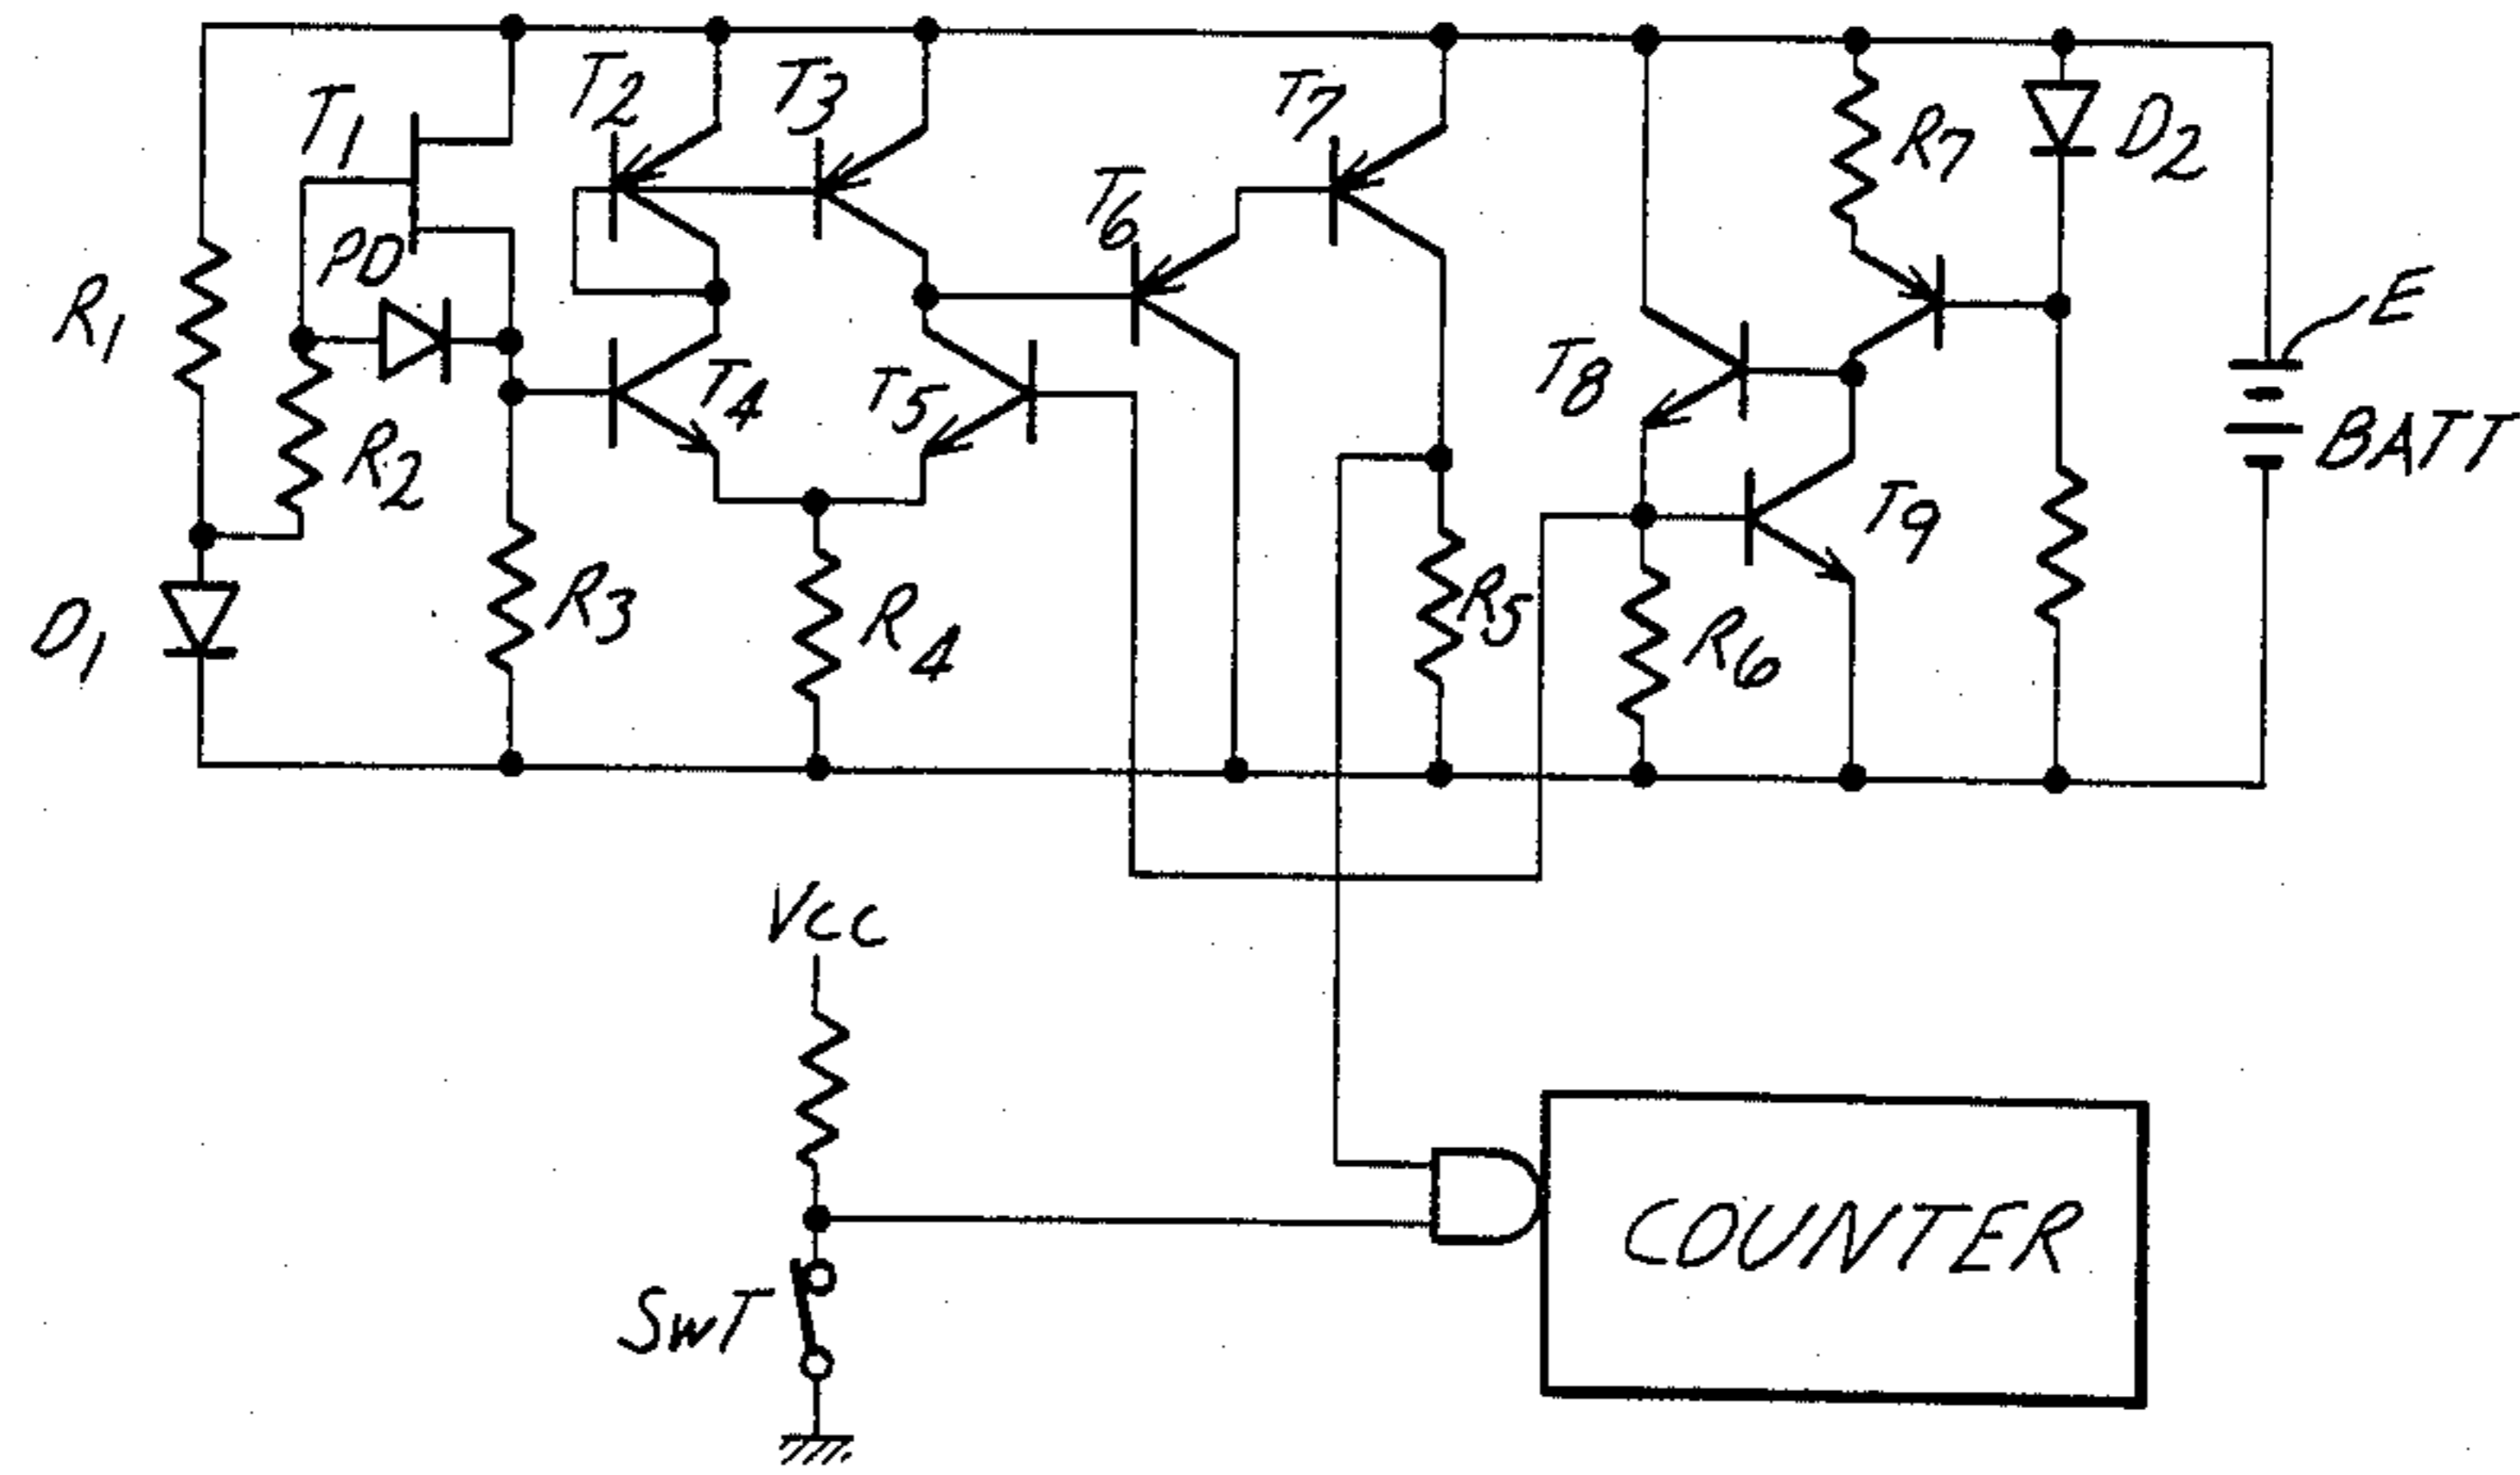 T1
T2
T3
T7
R7
D2
T6
PD
R1
E
T8
T4
T5
BATT
R2
T9
R3
R4
R5
R6
D1
VCC
COUNTER
SWT